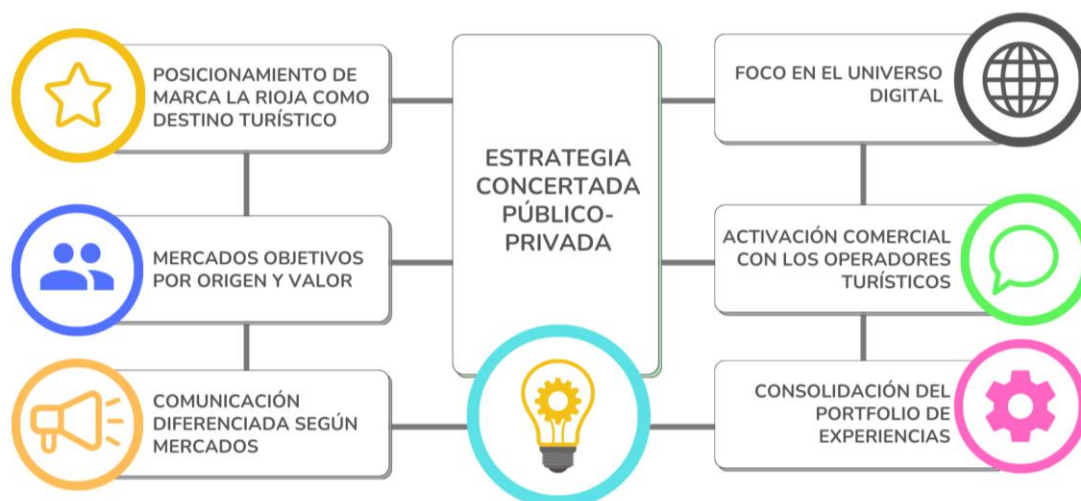 POSICIONAMIENTO DE
MARCA LA RIOJA COMO
DESTINO TURÍSTICO
MERCADOS OBJETIVOS
POR ORIGEN Y VALOR
COMUNICACIÓN
DIFERENCIADA SEGÚN
MERCADOS
ESTRATEGIA
CONCERTADA
PÚBLICO-
PRIVADA
FOCO EN EL UNIVERSO
DIGITAL
ACTIVACIÓN COMERCIAL
CON LOS OPERADORES
TURÍSTICOS
CONSOLIDACIÓN DEL
PORTFOLIO DE
EXPERIENCIAS